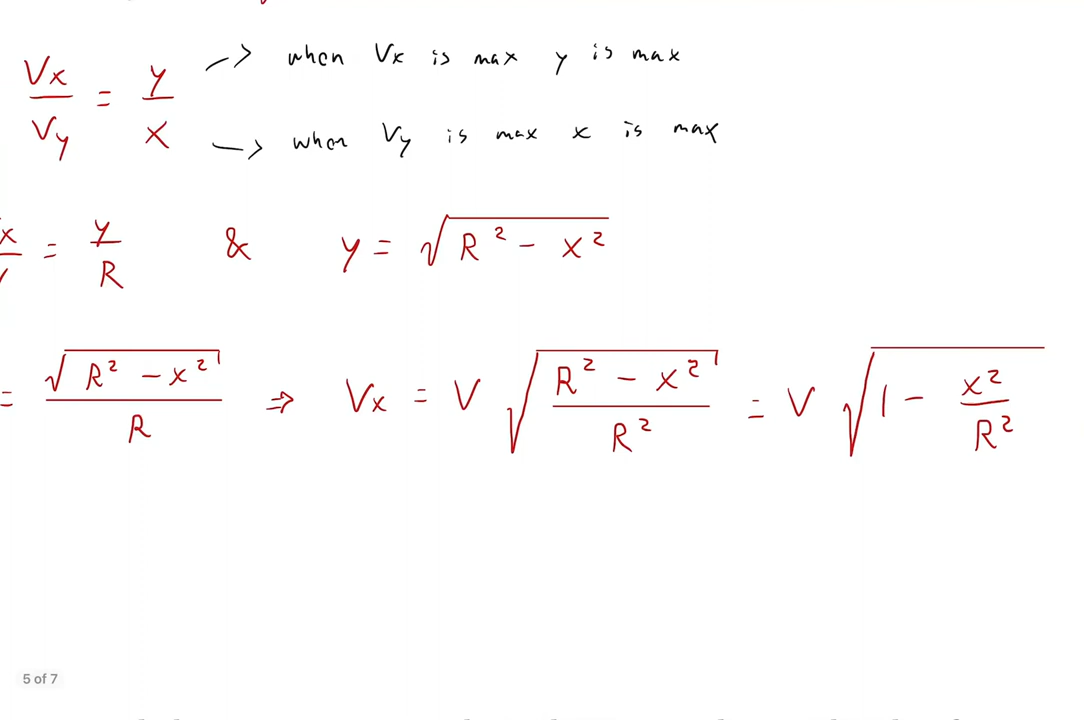 Vx/Vy = y/x → when Vx is max y is max
→ when Vy is max x is max
= y/R & y = √(R² - x²)
= √(R² - x²)/R ⇒ Vx = V √((R² - x²)/R²) = V √(1 - x²/R²)
5 of 7